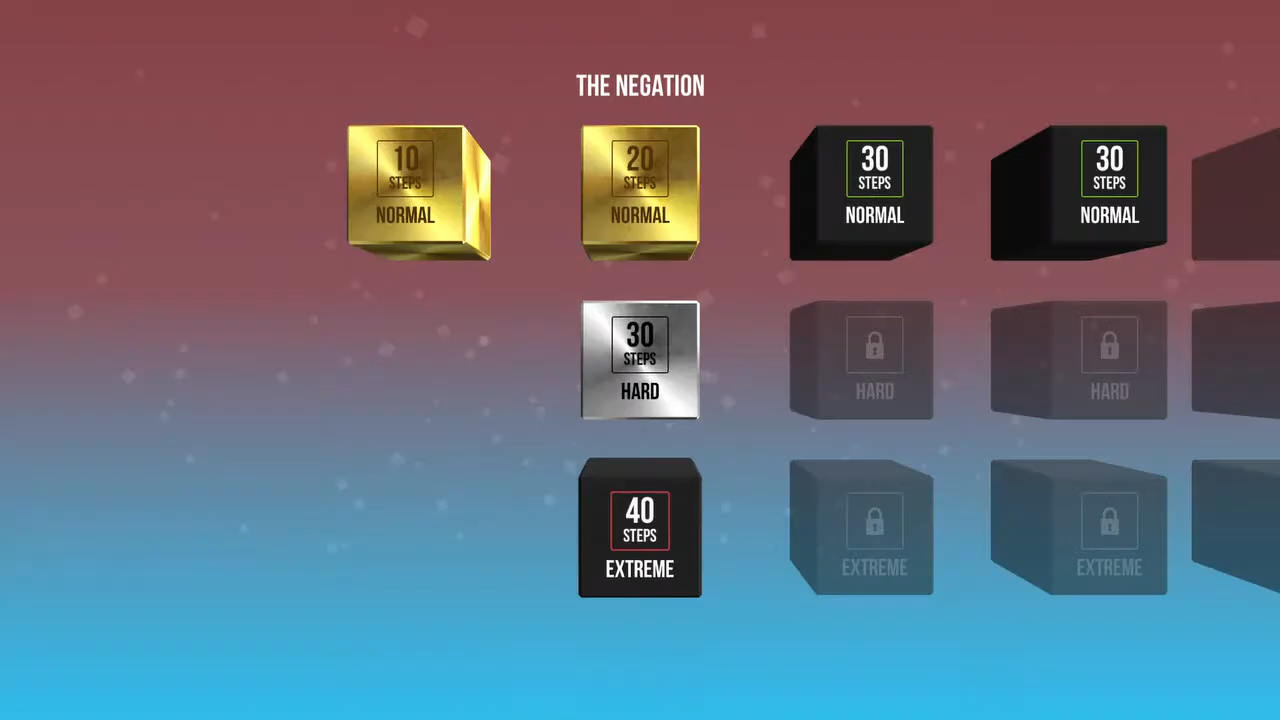 THE NEGATION
10
STEPS
NORMAL
20
STEPS
NORMAL
30
STEPS
NORMAL
30
STEPS
NORMAL
30
STEPS
HARD
HARD
HARD
40
STEPS
EXTREME
EXTREME
EXTREME